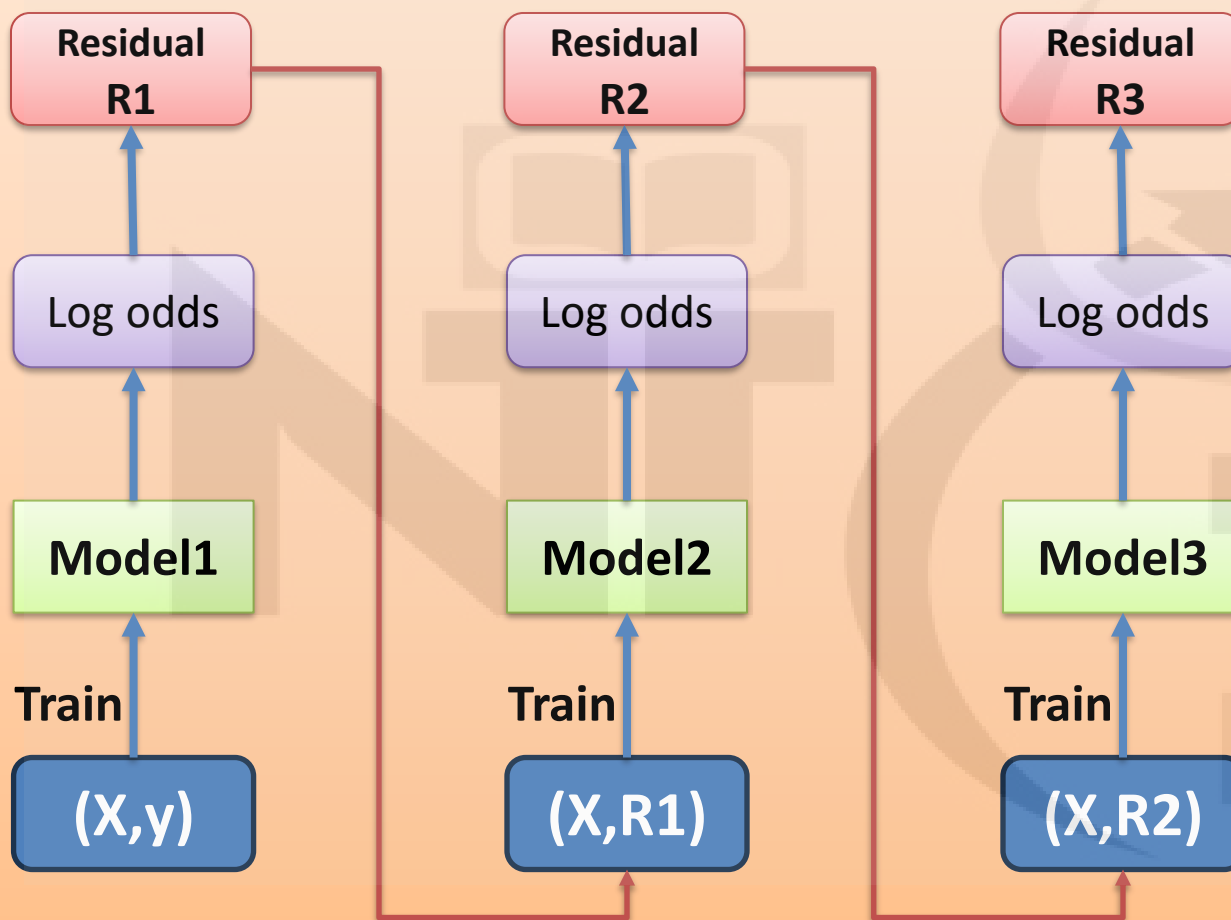 Residual
R1
Log odds
Model1
Train
(X,y)
Residual
R2
Log odds
Model2
Train
(X,R1)
Residual
R3
Log odds
Model3
Train
(X,R2)